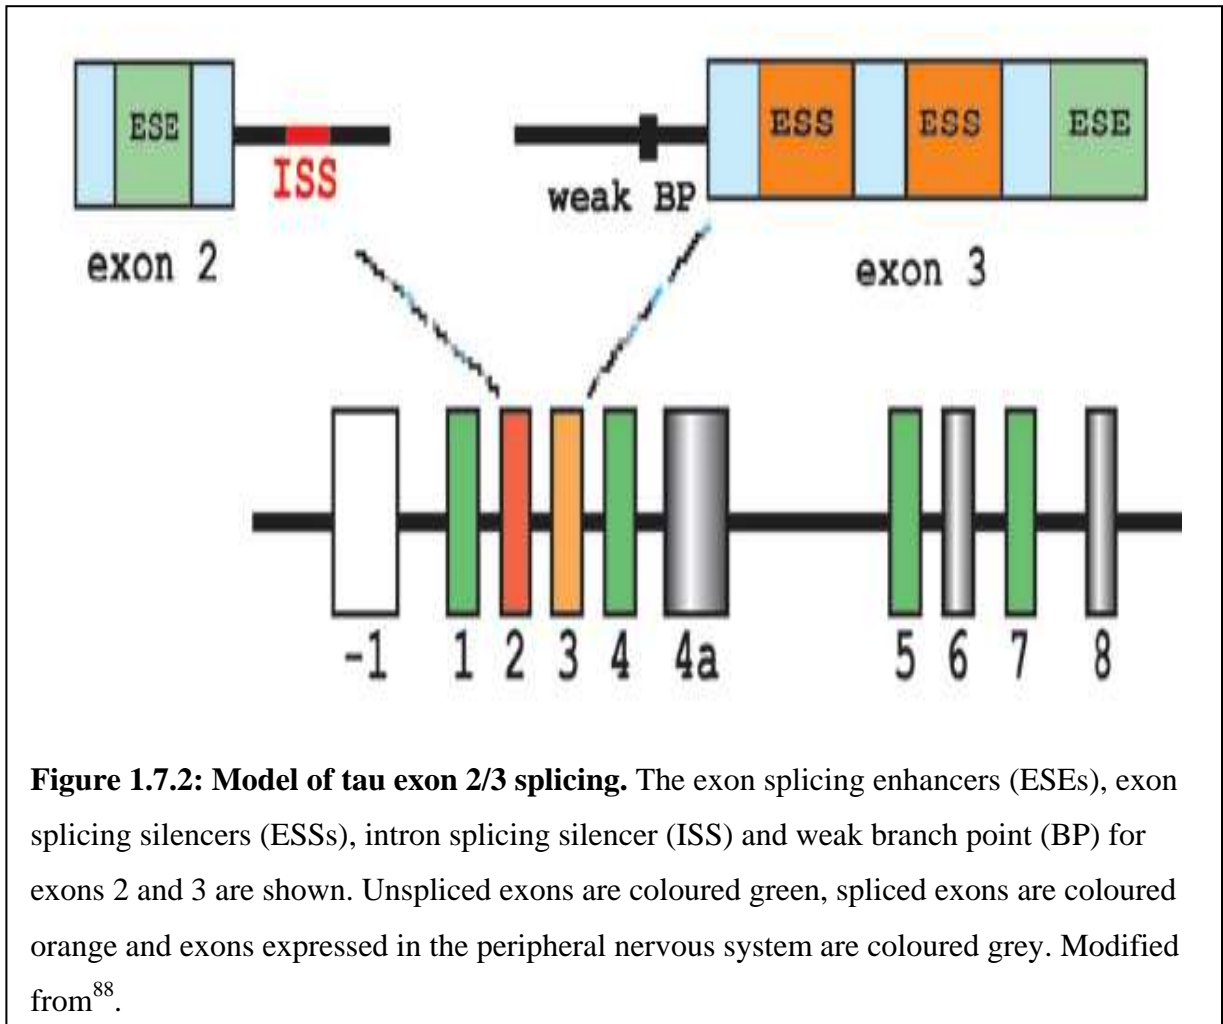 ESE
ISS
exon 2
weak BP
ESS
ESS
ESE
exon 3
-1
1
2
3
4
4a
5
6
7
8
Figure 1.7.2: Model of tau exon 2/3 splicing. The exon splicing enhancers (ESEs), exon
splicing silencers (ESSs), intron splicing silencer (ISS) and weak branch point (BP) for
exons 2 and 3 are shown. Unspliced exons are coloured green, spliced exons are coloured
orange and exons expressed in the peripheral nervous system are coloured grey. Modified
from88.